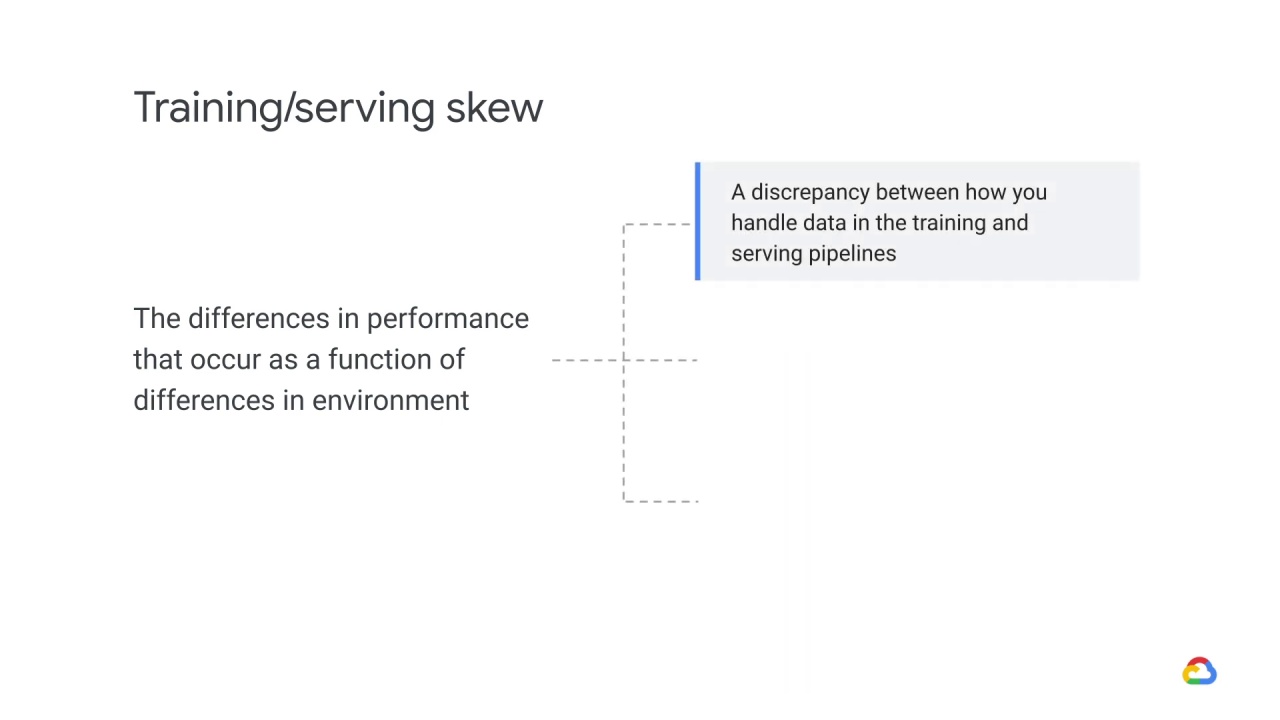 Training/serving skew
The differences in performance
that occur as a function of
differences in environment
A discrepancy between how you
handle data in the training and
serving pipelines